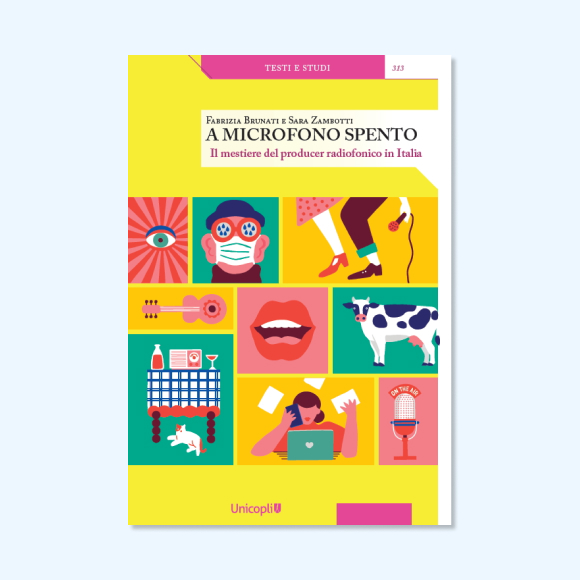 TESTI E STUDI
313
Fabrizia Brunati e Sara Zambotti
A MICROFONO SPENTO
Il mestiere del producer radiofonico in Italia
ON THE AIR
Unicopli U